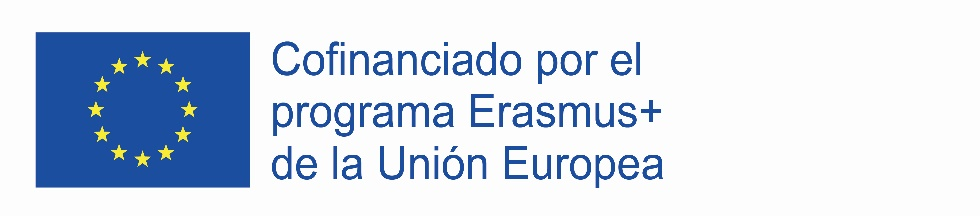 Cofinanciado por el
programa Erasmus+
de la Unión Europea